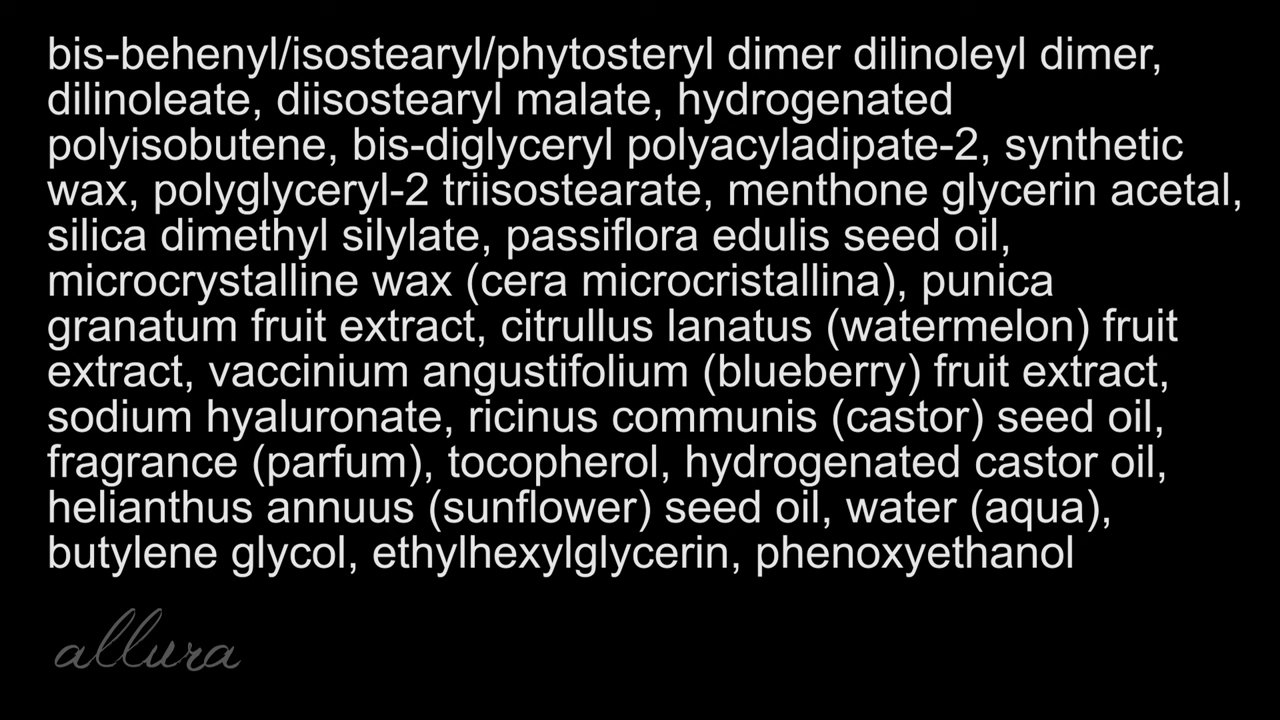 bis-behenyl/isostearyl/phytosteryl dimer dilinoleyl dimer,
dilinoleate, diisostearyl malate, hydrogenated
polyisobutene, bis-diglyceryl polyacyladipate-2, synthetic
wax, polyglyceryl-2 triisostearate, menthone glycerin acetal,
silica dimethyl silylate, passiflora edulis seed oil,
microcrystalline wax (cera microcristallina), punica
granatum fruit extract, citrullus lanatus (watermelon) fruit
extract, vaccinium angustifolium (blueberry) fruit extract,
sodium hyaluronate, ricinus communis (castor) seed oil,
fragrance (parfum), tocopherol, hydrogenated castor oil,
helianthus annuus (sunflower) seed oil, water (aqua),
butylene glycol, ethylhexylglycerin, phenoxyethanol
allura